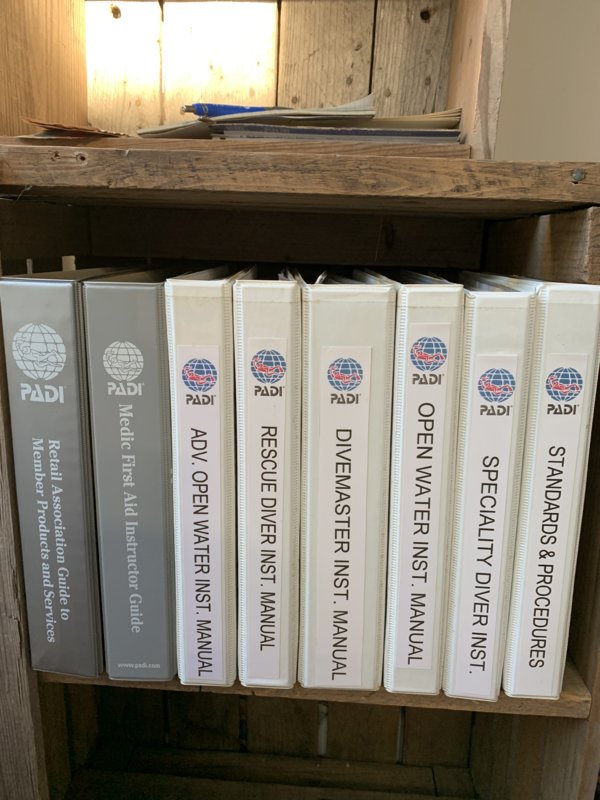 PADI
Retail Association Guide to
Member Products and Services
PADI
Medic First Aid Instructor Guide
www.padi.com
PADI
ADV. OPEN WATER INST. MANUAL
PADI
RESCUE DIVER INST. MANUAL
PADI
DIVEMASTER INST. MANUAL
PADI
OPEN WATER INST. MANUAL
PADI
SPECIALITY DIVER INST.
PADI
STANDARDS & PROCEDURES